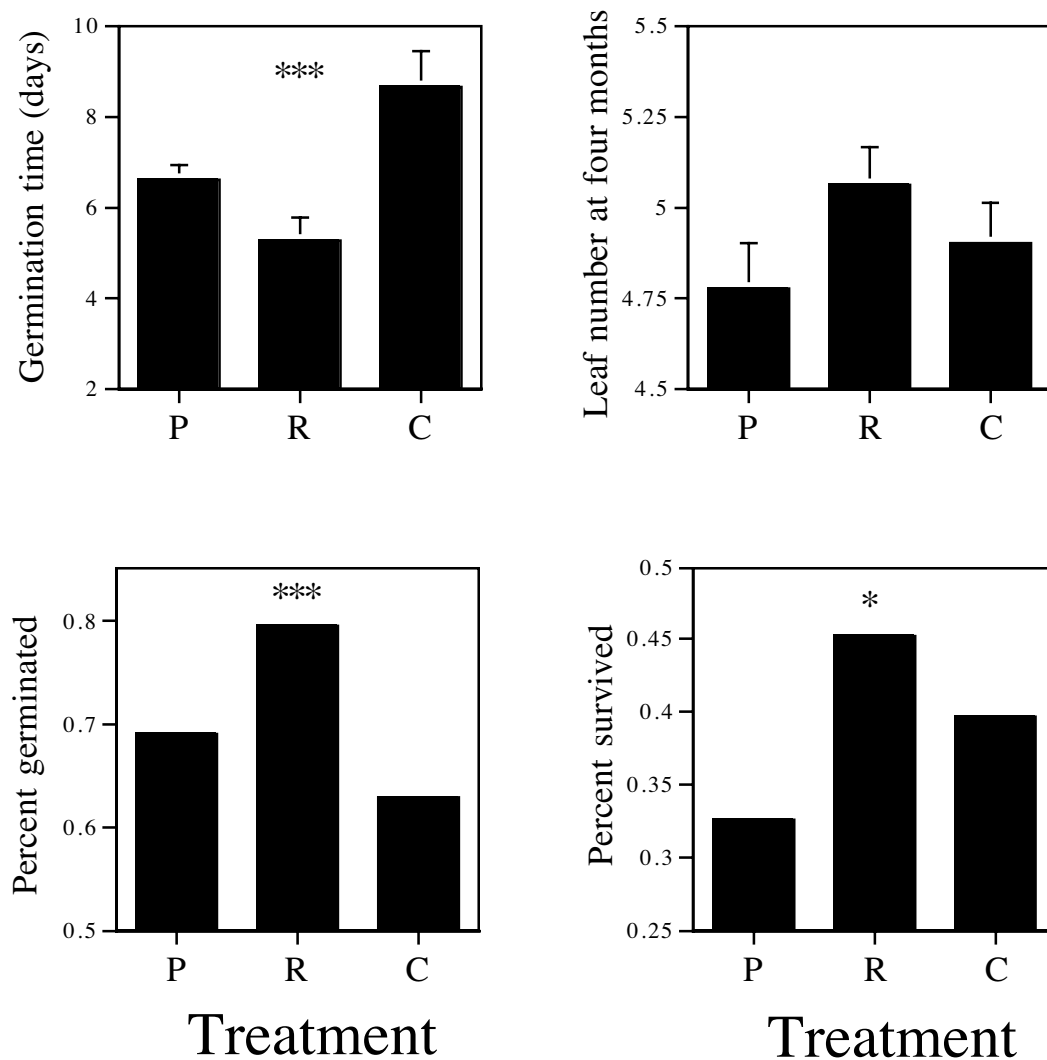 Germination time (days)
10
8
6
4
2
***
P R C
Leaf number at four months
5.5
5.25
5
4.75
4.5
P R C
Percent germinated
0.8
0.7
0.6
0.5
***
P R C
Treatment
Percent survived
0.5
0.45
0.4
0.35
0.3
0.25
*
P R C
Treatment